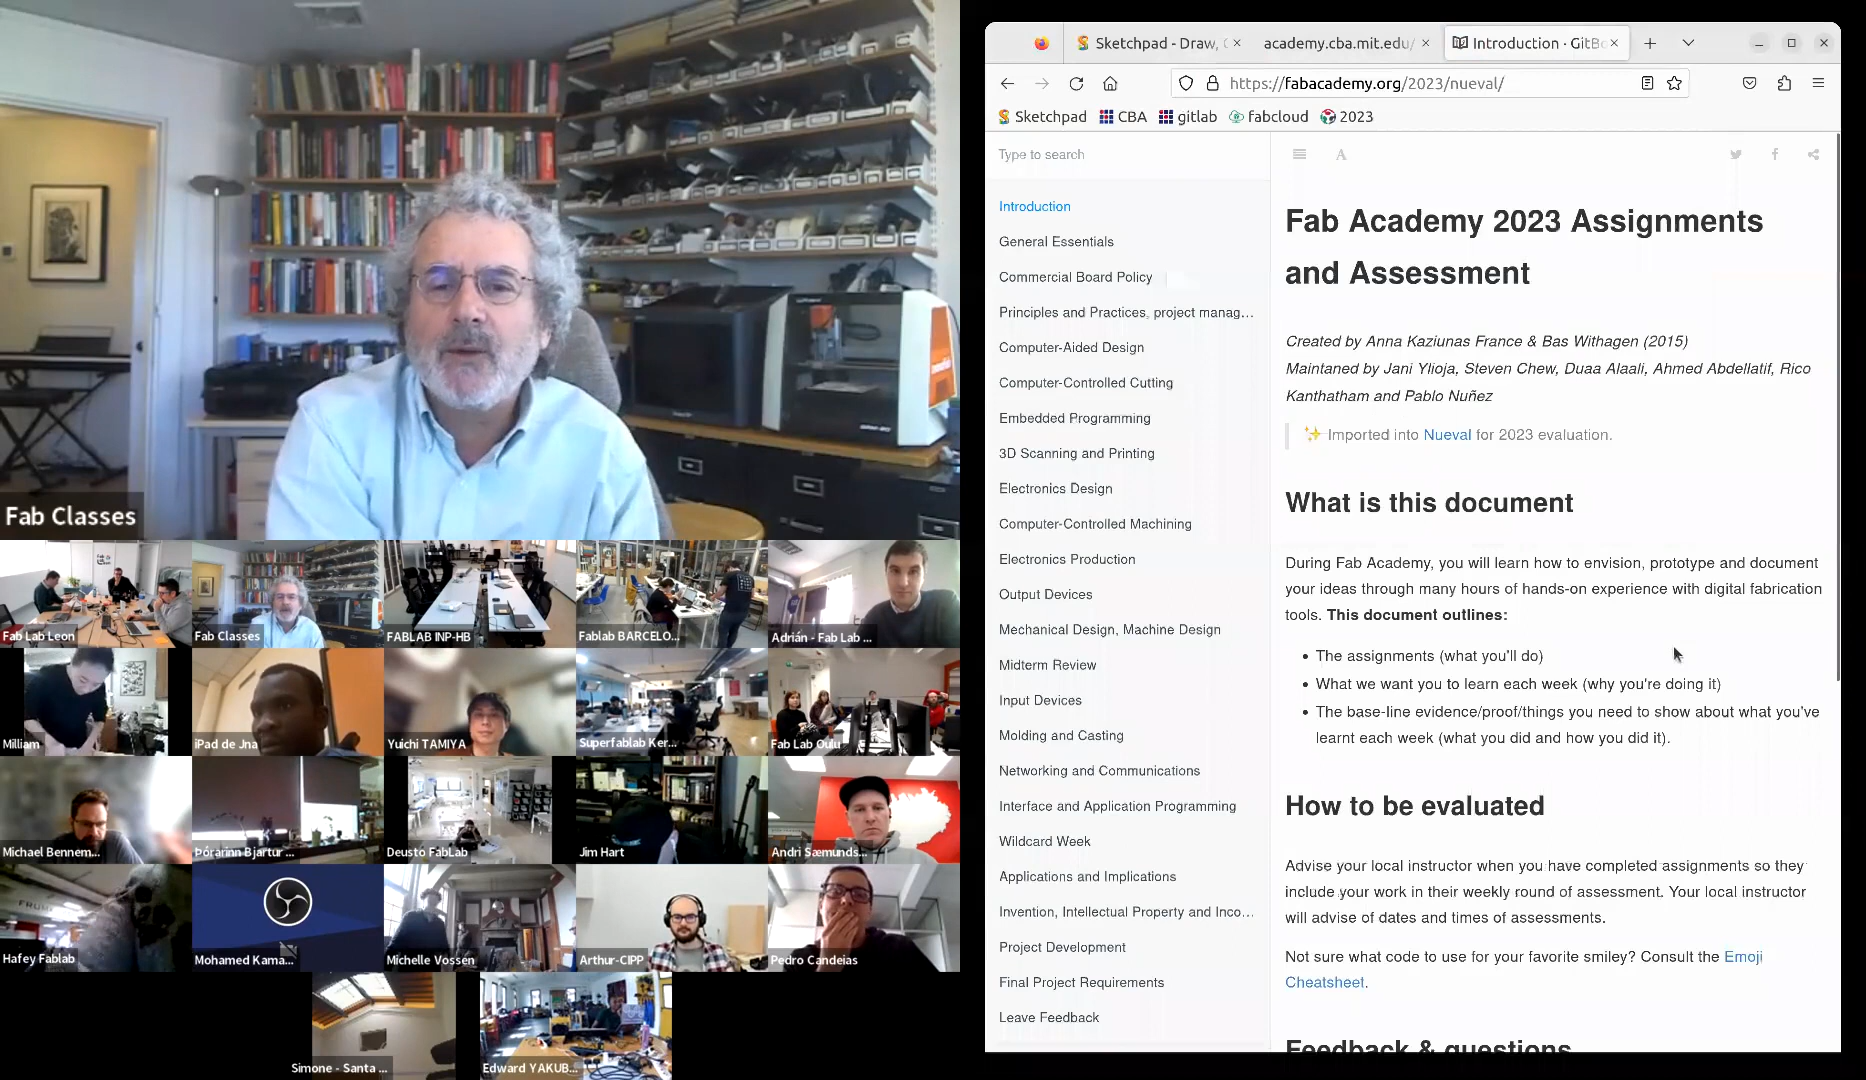 Fab Classes
Fab Lab Leon
Fab Classes
FABLAB INP-HB
Fablab BARCELO...
Adrián - Fab Lab ...
Milliam
iPad de Jna
Yuichi TAMIYA
Superfablab Ker...
Fab Lab Oulu
Michael Bennem...
Þórarinn Bjartur ...
Deusto FabLab
Jim Hart
Andri Sæmunds...
Hafey Fablab
Mohamed Kama...
Michelle Vossen
Arthur-CIPP
Pedro Candeias
Simone - Santa ...
Edward YAKUB...
Sketchpad - Draw,
academy.cba.mit.edu/
Introduction · GitBo
https://fabacademy.org/2023/nueval/
Sketchpad CBA gitlab fabcloud 2023
Type to search
Introduction
General Essentials
Commercial Board Policy
Principles and Practices, project manag...
Computer-Aided Design
Computer-Controlled Cutting
Embedded Programming
3D Scanning and Printing
Electronics Design
Computer-Controlled Machining
Electronics Production
Output Devices
Mechanical Design, Machine Design
Midterm Review
Input Devices
Molding and Casting
Networking and Communications
Interface and Application Programming
Wildcard Week
Applications and Implications
Invention, Intellectual Property and Inco...
Project Development
Final Project Requirements
Leave Feedback
A
Fab Academy 2023 Assignments
and Assessment
Created by Anna Kaziunas France & Bas Withagen (2015)
Maintaned by Jani Ylioja, Steven Chew, Duaa Alaali, Ahmed Abdellatif, Rico
Kanthatham and Pablo Nuñez
✨ Imported into Nueval for 2023 evaluation.
What is this document
During Fab Academy, you will learn how to envision, prototype and document
your ideas through many hours of hands-on experience with digital fabrication
tools. This document outlines:
• The assignments (what you'll do)
• What we want you to learn each week (why you're doing it)
• The base-line evidence/proof/things you need to show about what you've
learnt each week (what you did and how you did it).
How to be evaluated
Advise your local instructor when you have completed assignments so they
include your work in their weekly round of assessment. Your local instructor
will advise of dates and times of assessments.
Not sure what code to use for your favorite smiley? Consult the Emoji
Cheatsheet.
Feedback & questions